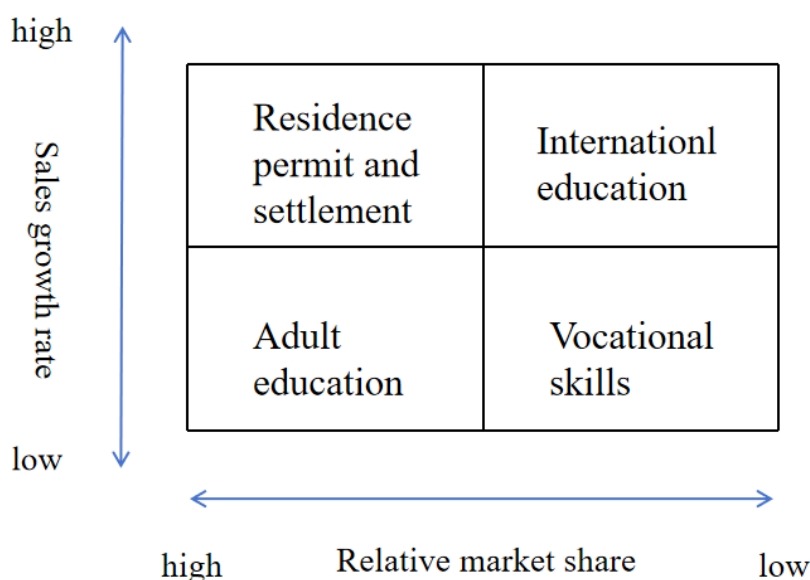 high
Sales growth rate
low
Residence
permit and
settlement
Internationl
education
Adult
education
Vocational
skills
high
Relative market share
low